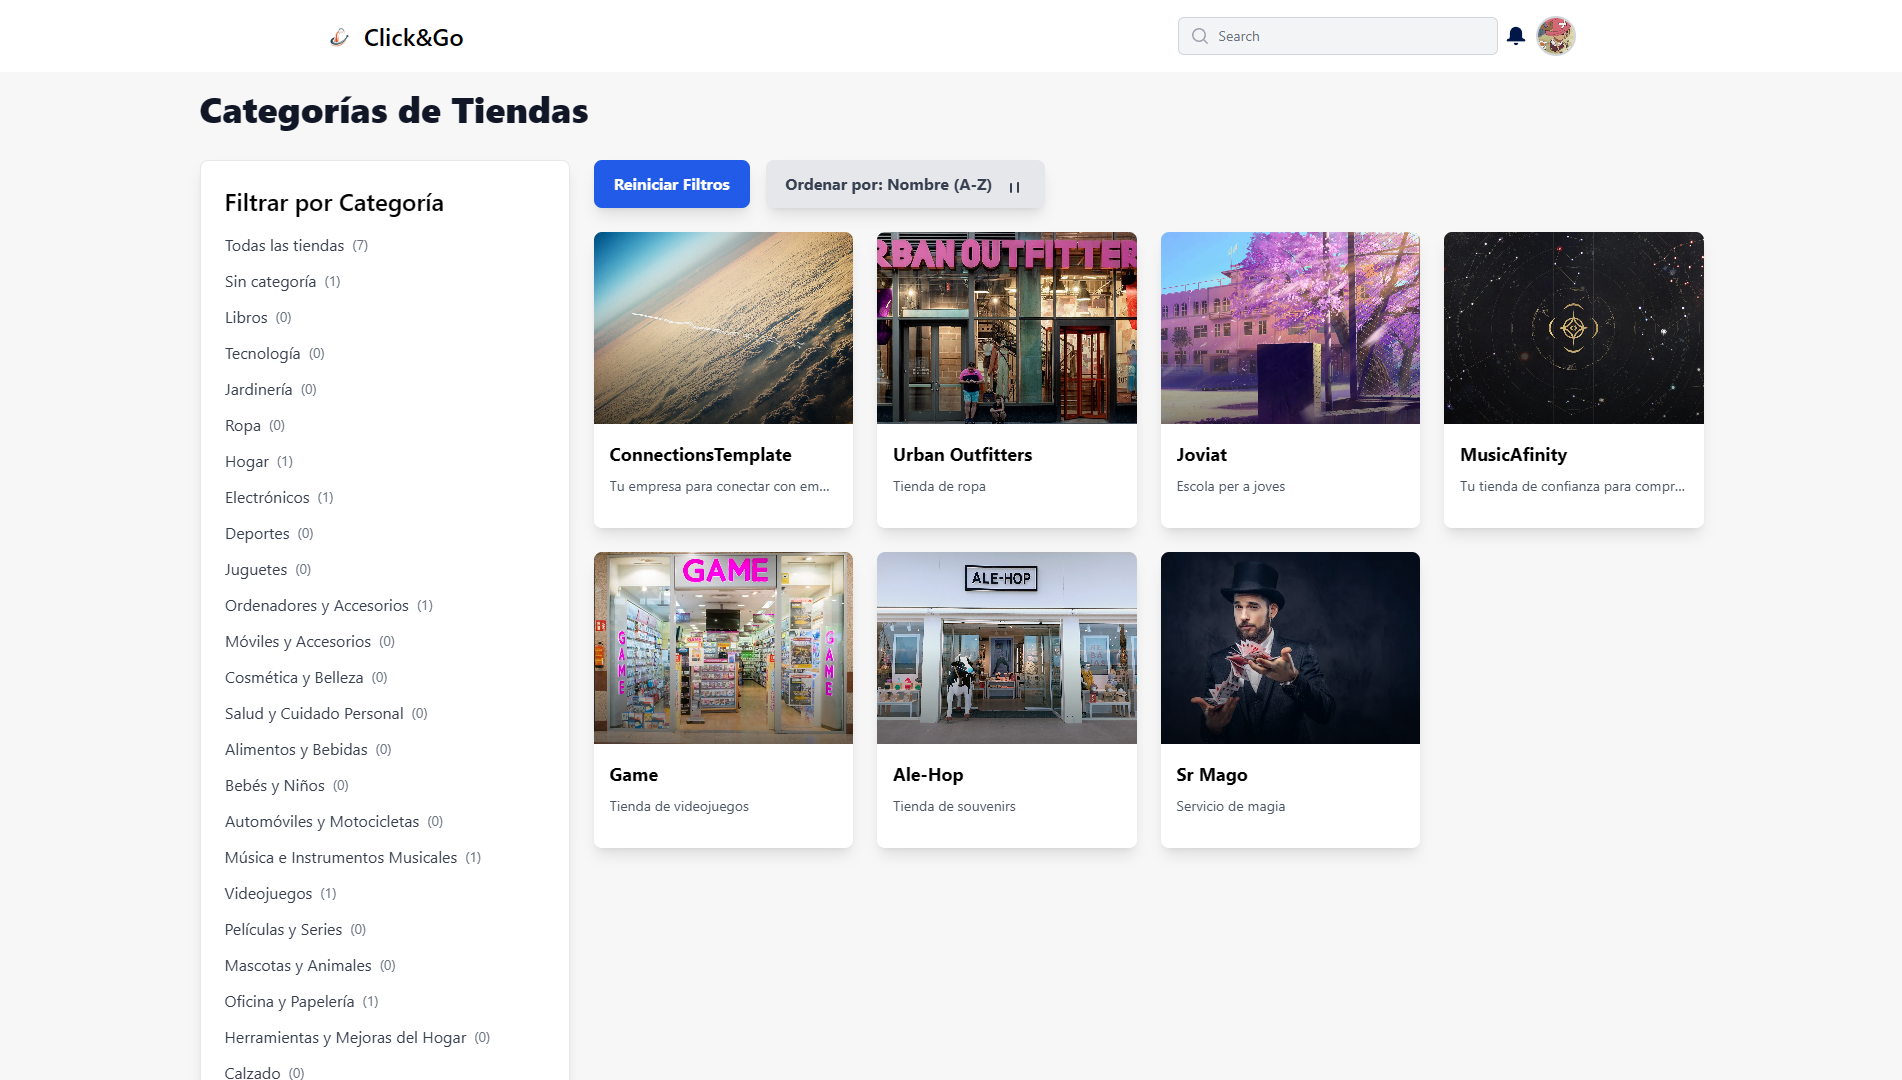 Click&Go
Search
Categorías de Tiendas
Filtrar por Categoría
Todas las tiendas (7)
Sin categoría (1)
Libros (0)
Tecnología (0)
Jardinería (0)
Ropa (0)
Hogar (1)
Electrónicos (1)
Deportes (0)
Juguetes (0)
Ordenadores y Accesorios (1)
Móviles y Accesorios (0)
Cosmética y Belleza (0)
Salud y Cuidado Personal (0)
Alimentos y Bebidas (0)
Bebés y Niños (0)
Automóviles y Motocicletas (0)
Música e Instrumentos Musicales (1)
Videojuegos (1)
Películas y Series (0)
Mascotas y Animales (0)
Oficina y Papelería (1)
Herramientas y Mejoras del Hogar (0)
Calzado (0)
Reiniciar Filtros
Ordenar por: Nombre (A-Z)
RBAN OUTFITTER
ConnectionsTemplate
Tu empresa para conectar con em...
Urban Outfitters
Tienda de ropa
Joviat
Escola per a joves
MusicAfinity
Tu tienda de confianza para compr...
GAME
GAME
GAME
ALE-HOP
Game
Tienda de videojuegos
Ale-Hop
Tienda de souvenirs
Sr Mago
Servicio de magia